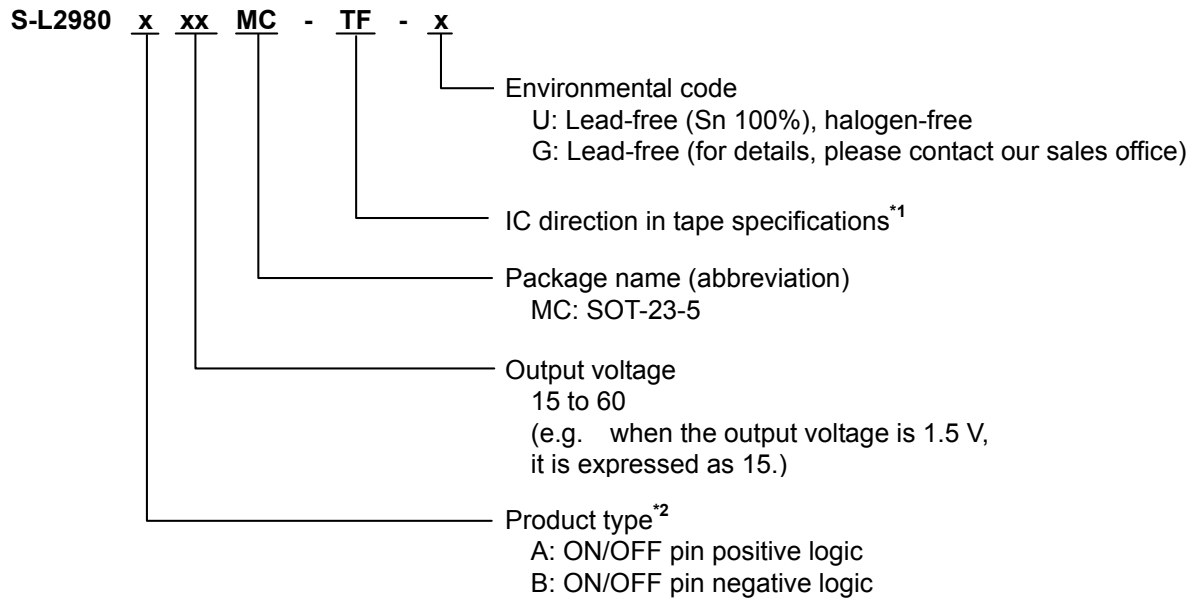 S-L2980 x xx MC - TF - x
Environmental code
U: Lead-free (Sn 100%), halogen-free
G: Lead-free (for details, please contact our sales office)
IC direction in tape specifications*1
Package name (abbreviation)
MC: SOT-23-5
Output voltage
15 to 60
(e.g. when the output voltage is 1.5 V,
it is expressed as 15.)
Product type*2
A: ON/OFF pin positive logic
B: ON/OFF pin negative logic